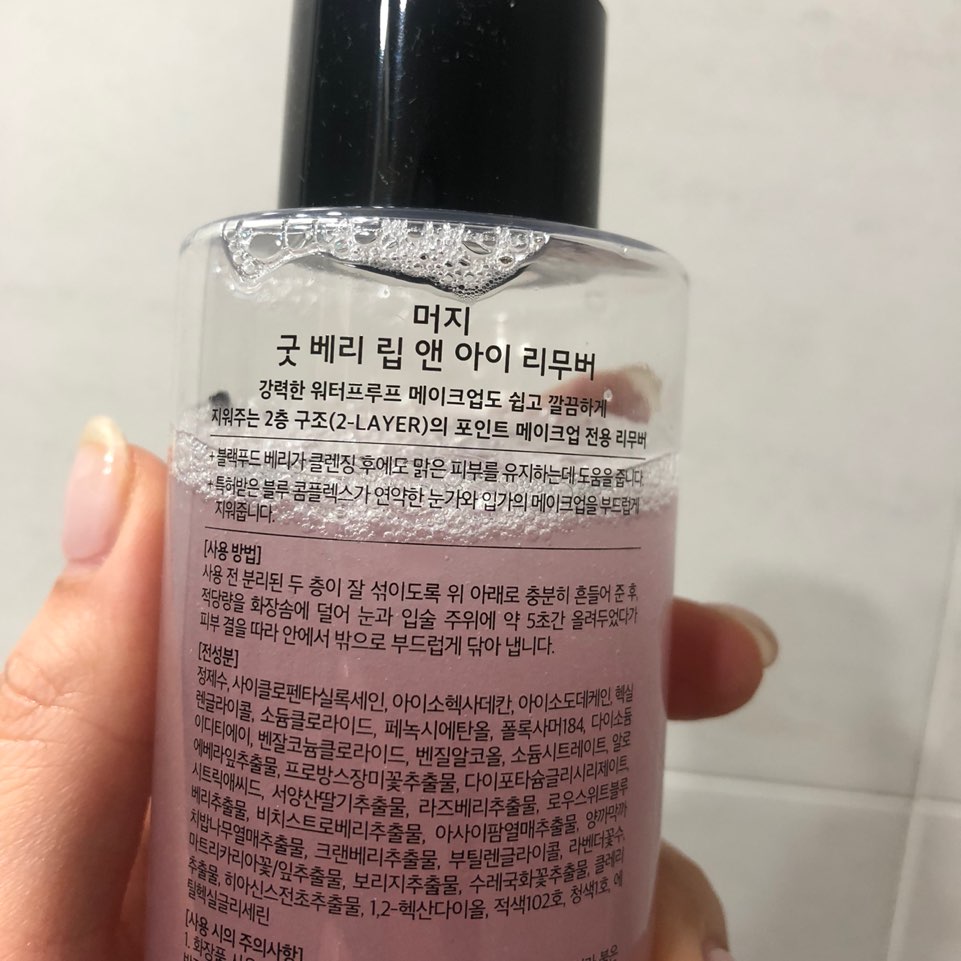 머지
굿 베리 립 앤 아이 리무버
강력한 워터프루프 메이크업도 쉽고 깔끔하게
지워주는 2층 구조(2-LAYER)의 포인트 메이크업 전용 리무버
+블랙푸드 베리가 클렌징 후에도 맑은 피부를 유지하는데 도움을 줍니다.
+특허받은 블루 콤플렉스가 연약한 눈가와 입가의 메이크업을 부드럽게
지워줍니다.
[사용 방법]
사용 전 분리된 두 층이 잘 섞이도록 위 아래로 충분히 흔들어 준 후,
적당량을 화장솜에 덜어 눈과 입술 주위에 약 5초간 올려두었다가
피부 결을 따라 안에서 밖으로 부드럽게 닦아 냅니다.
[전성분]
정제수, 사이클로펜타실록세인, 아이소헥사데칸, 아이소도데케인, 헥실
렌글라이콜, 소듐클로라이드, 페녹시에탄올, 폴록사머184, 다이소듐
이디티에이, 벤잘코늄클로라이드, 벤질알코올, 소듐시트레이트, 알로
에베라잎추출물, 프로방스장미꽃추출물, 다이포타슘글리시리제이트,
시트릭애씨드, 서양산딸기추출물, 라즈베리추출물, 로우스위트블루
베리추출물, 비치스트로베리추출물, 아사이팜열매추출물, 양까막까
치밥나무열매추출물, 크랜베리추출물, 부틸렌글라이콜, 라벤더꽃수,
마트리카리아꽃/잎추출물, 보리지추출물, 수레국화꽃추출물, 클레리
추출물, 히아신스전초추출물, 1,2-헥산다이올, 적색102호, 청색1호, 에
틸헥실글리세린
[사용 시의 주의사항]
1. 화장품 사용